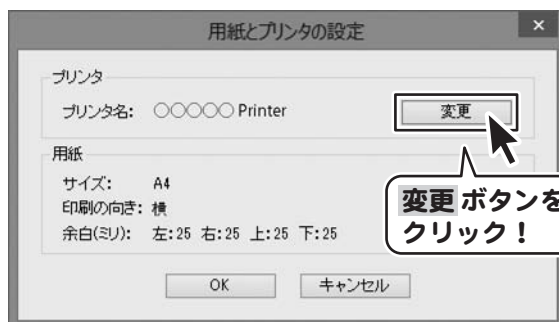 用紙とプリンタの設定
プリンタ
プリンタ名: ○○○○○ Printer
変更
用紙
サイズ: A4
印刷の向き: 横
余白(ミリ): 左:25 右:25 上:25 下:25
変更 ボタンを
クリック！
OK キャンセル